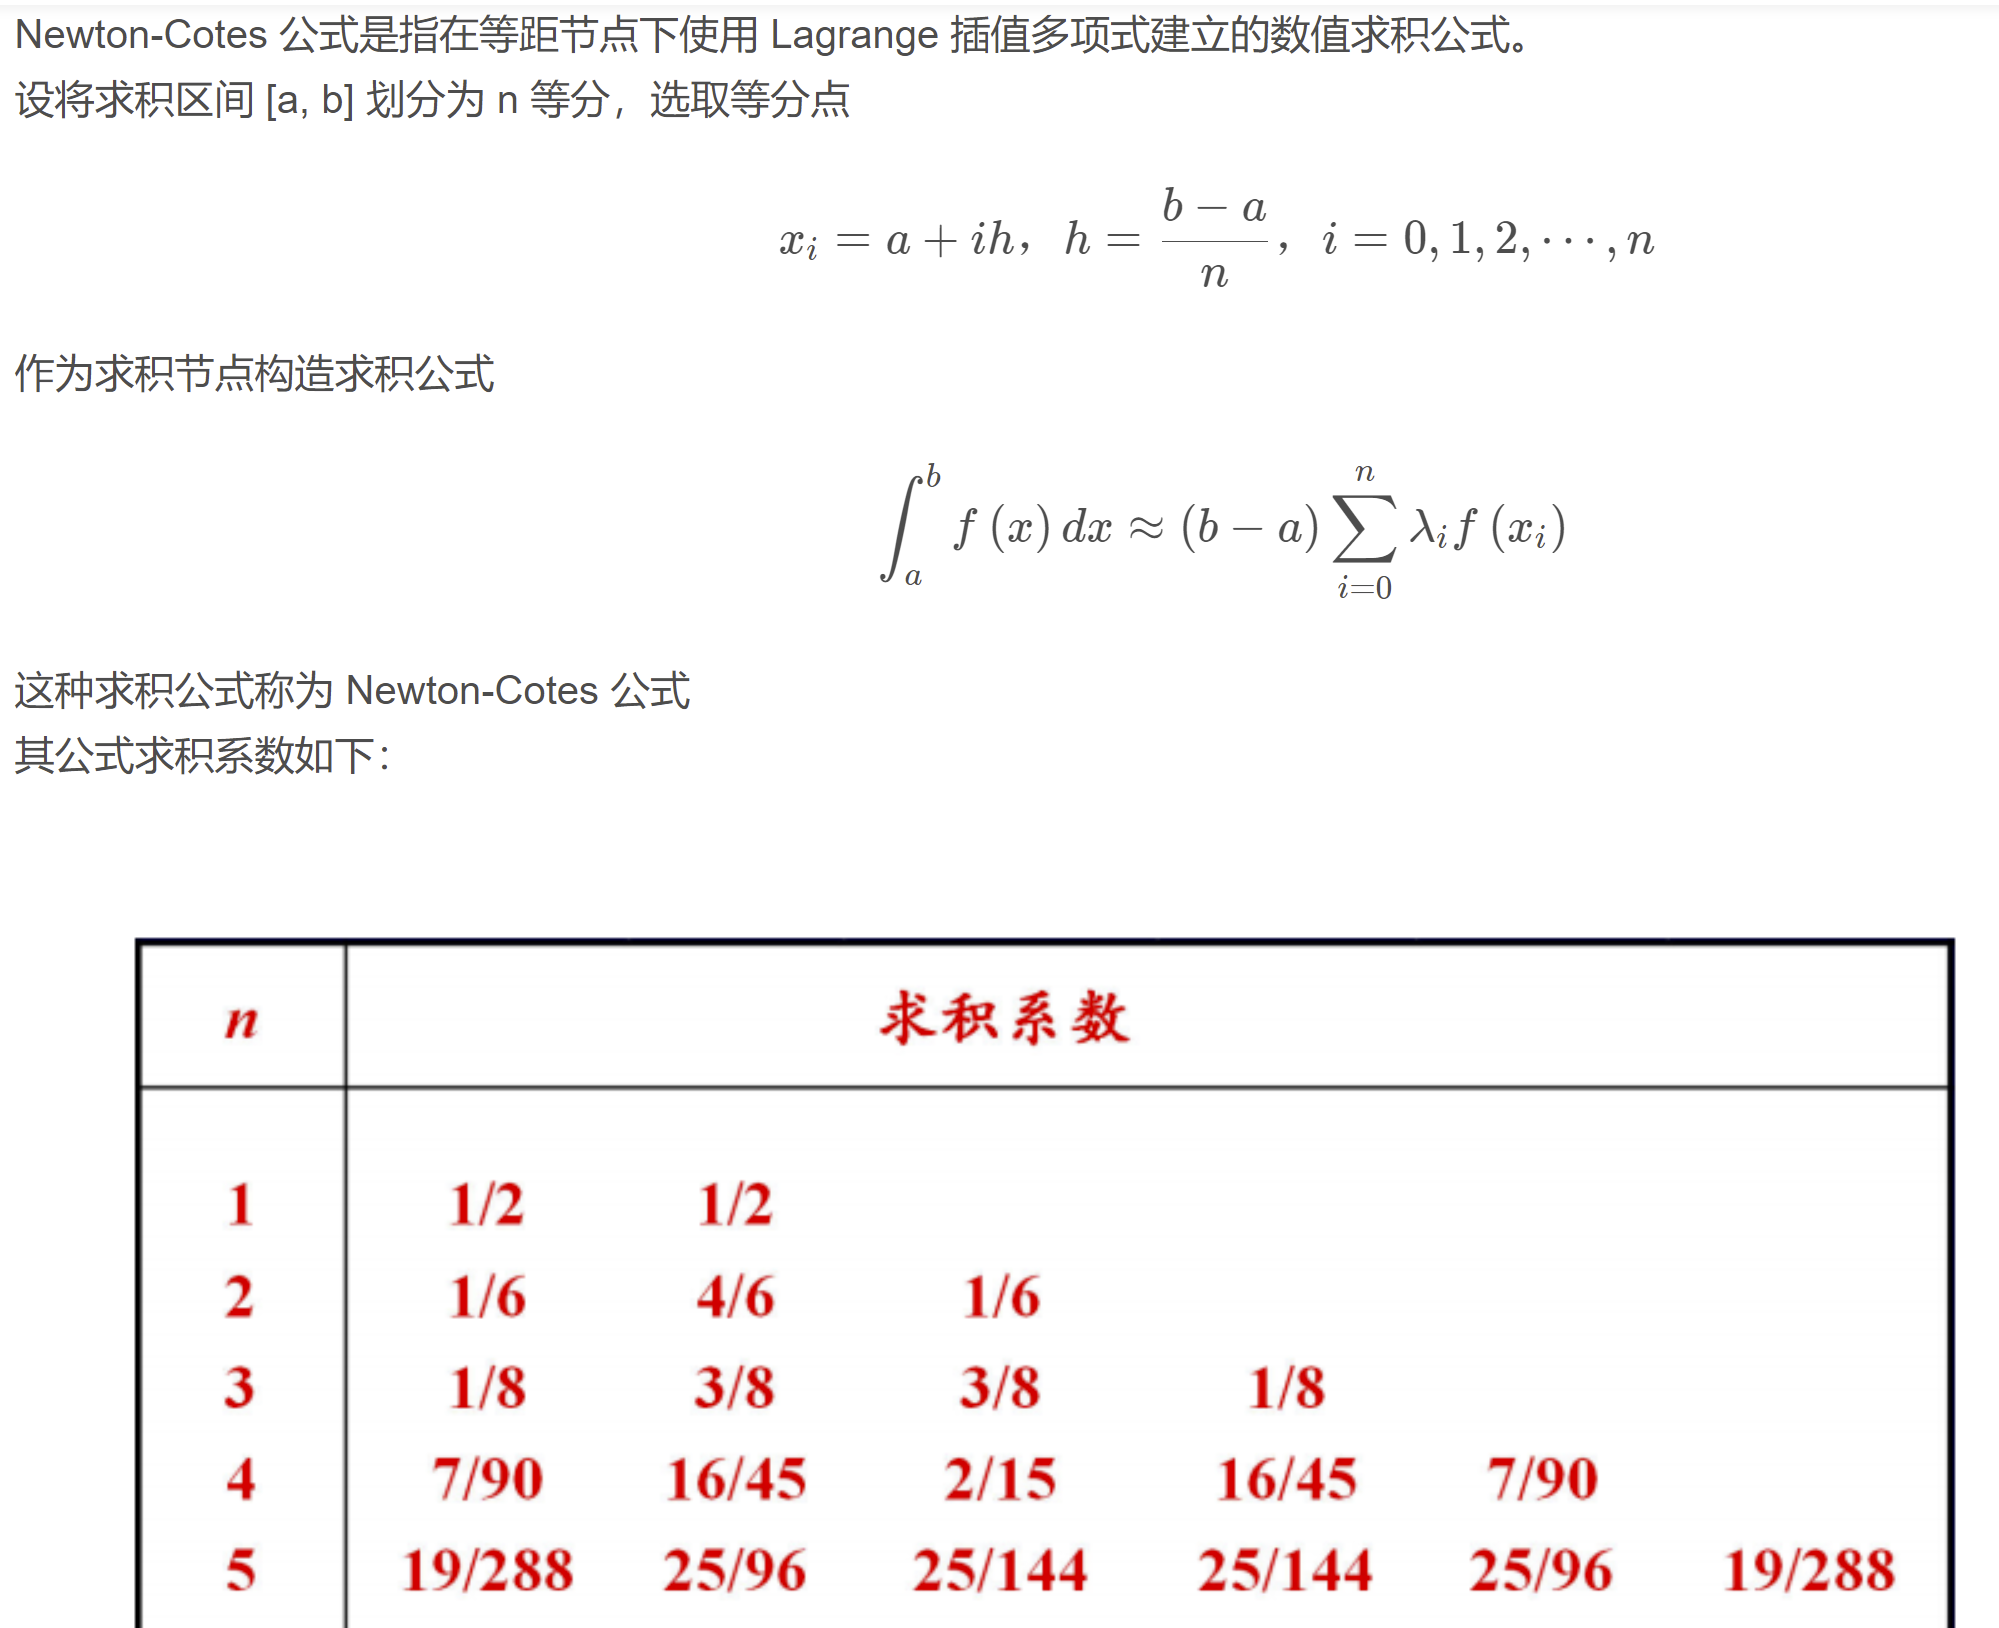 Newton-Cotes 公式是指在等距节点下使用 Lagrange 插值多项式建立的数值求积公式。
设将求积区间 [a, b] 划分为 n 等分，选取等分点
x_i = a + ih，h = \frac{b − a}{n}，i = 0, 1, 2, ⋯ , n
作为求积节点构造求积公式
\int_a^b f (x) dx ≈ (b − a) \sum_{i=0}^{n} λ_i f (x_i)
这种求积公式称为 Newton-Cotes 公式
其公式求积系数如下：
n 求积系数
1 1/2 1/2
2 1/6 4/6 1/6
3 1/8 3/8 3/8 1/8
4 7/90 16/45 2/15 16/45 7/90
5 19/288 25/96 25/144 25/144 25/96 19/288